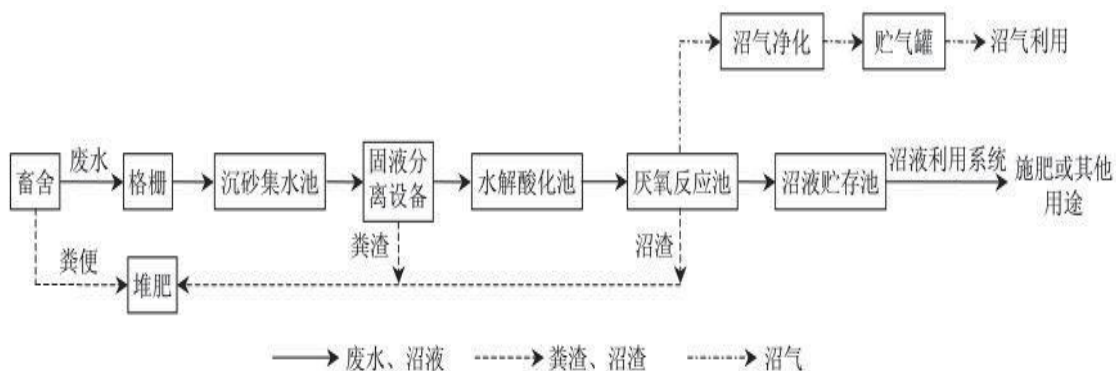 沼气净化
贮气罐
沼气利用
畜舍
废水
格栅
沉砂集水池
固液分
离设备
水解酸化池
厌氧反应池
沼液贮存池
沼液利用系统
施肥或其他
用途
粪便
堆肥
粪渣
沼渣
废水、沼液
粪渣、沼渣
沼气